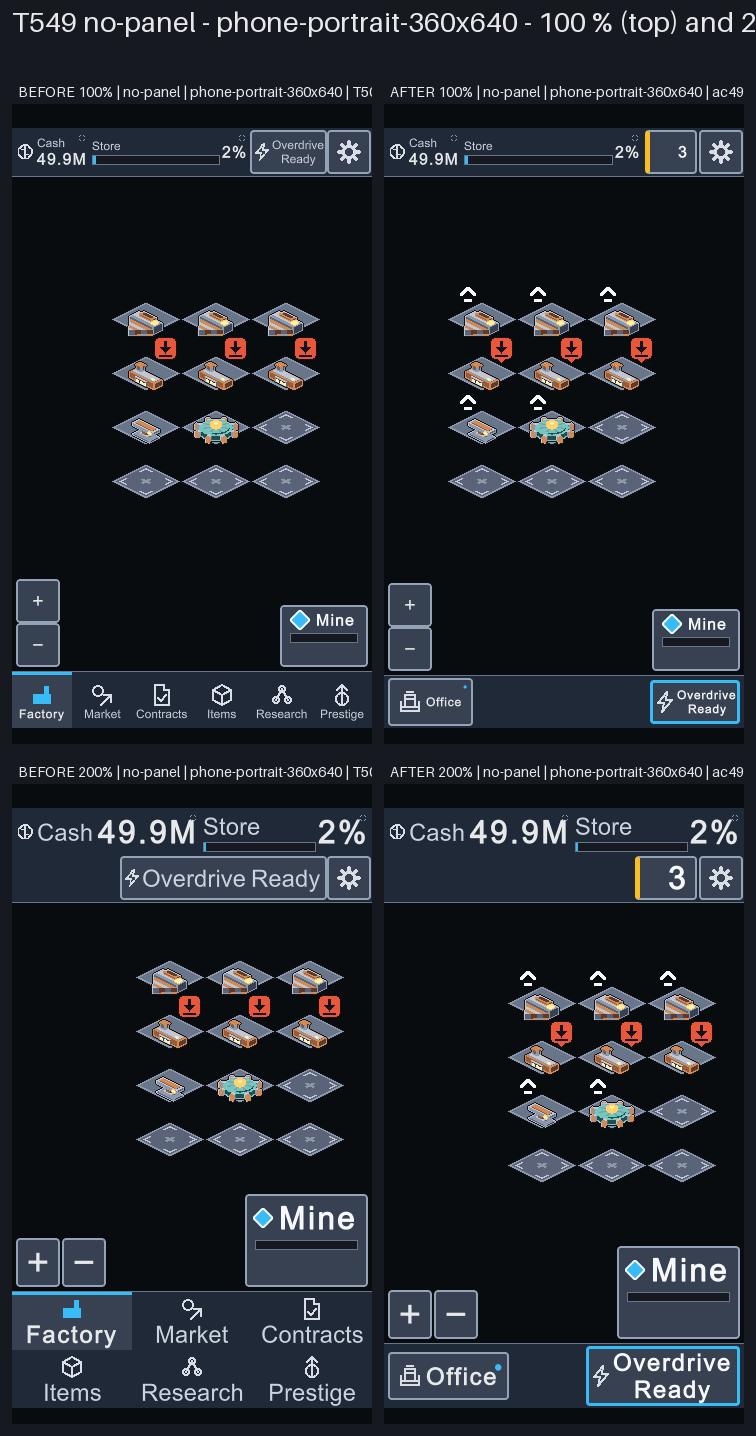 T549 no-panel - phone-portrait-360x640 - 100 % (top) and 2
BEFORE 100% | no-panel | phone-portrait-360x640 | T50
AFTER 100% | no-panel | phone-portrait-360x640 | ac49
Cash
49.9M
Store
2%
Overdrive
Ready
Cash
49.9M
Store
2%
3
+
−
Mine
+
−
Mine
Factory
Market
Contracts
Items
Research
Prestige
Office
Overdrive
Ready
BEFORE 200% | no-panel | phone-portrait-360x640 | T50
AFTER 200% | no-panel | phone-portrait-360x640 | ac49
Cash 49.9M Store 2%
Overdrive Ready
Cash 49.9M Store 2%
3
Mine
+ −
Mine
+ −
Factory Market Contracts
Items Research Prestige
Office
Overdrive
Ready